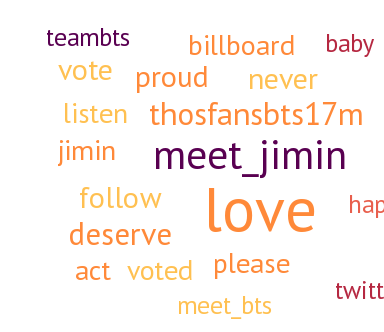 teambts
billboard
baby
vote
proud
never
listen
thosfansbts17m
jimin
meet_jimin
follow
love
hap
deserve
act
voted
please
twitt
meet_bts